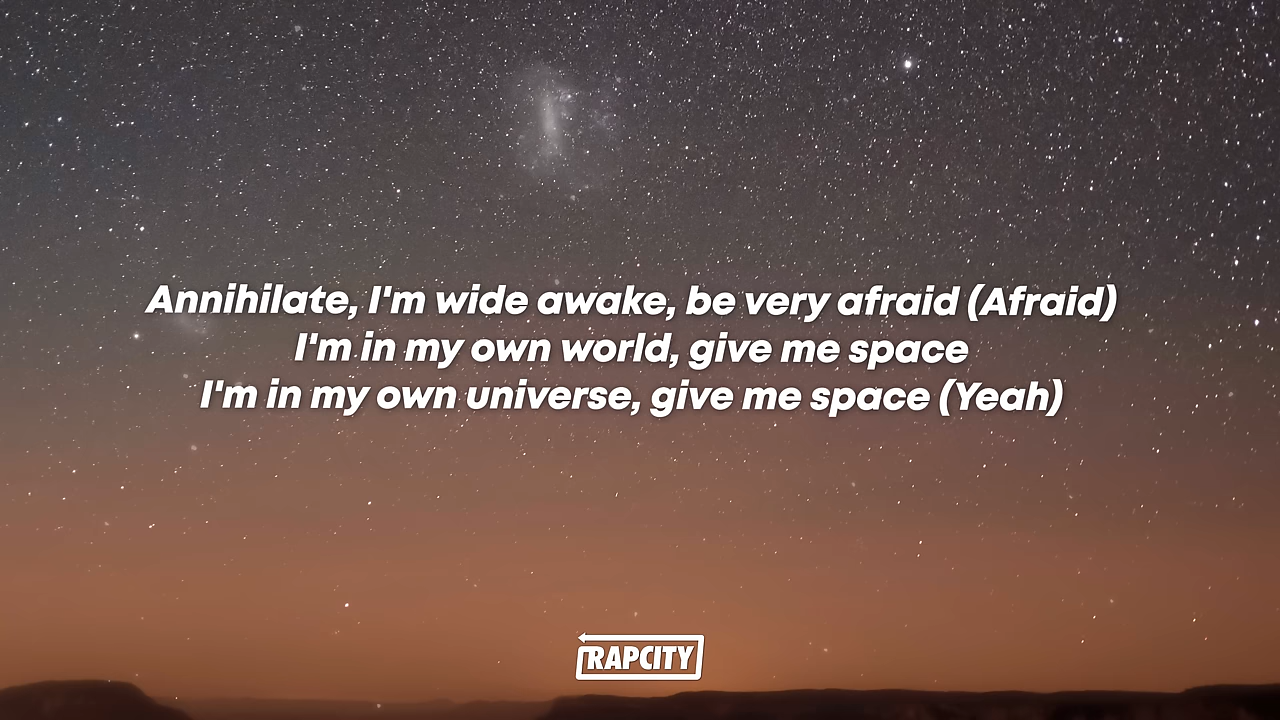 Annihilate, I'm wide awake, be very afraid (Afraid)
I'm in my own world, give me space
I'm in my own universe, give me space (Yeah)
RAPCITY